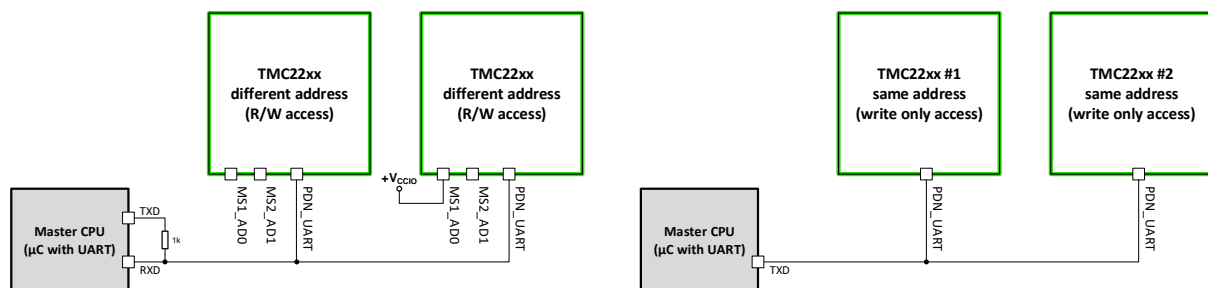 TMC22xx
different address
(R/W access)
TMC22xx
different address
(R/W access)
+VCCIO
MS1_AD0
MS2_AD1
PDN_UART
MS1_AD0
MS2_AD1
PDN_UART
Master CPU
(µC with UART)
TXD
1k
RXD
TMC22xx #1
same address
(write only access)
TMC22xx #2
same address
(write only access)
PDN_UART
PDN_UART
Master CPU
(µC with UART)
TXD